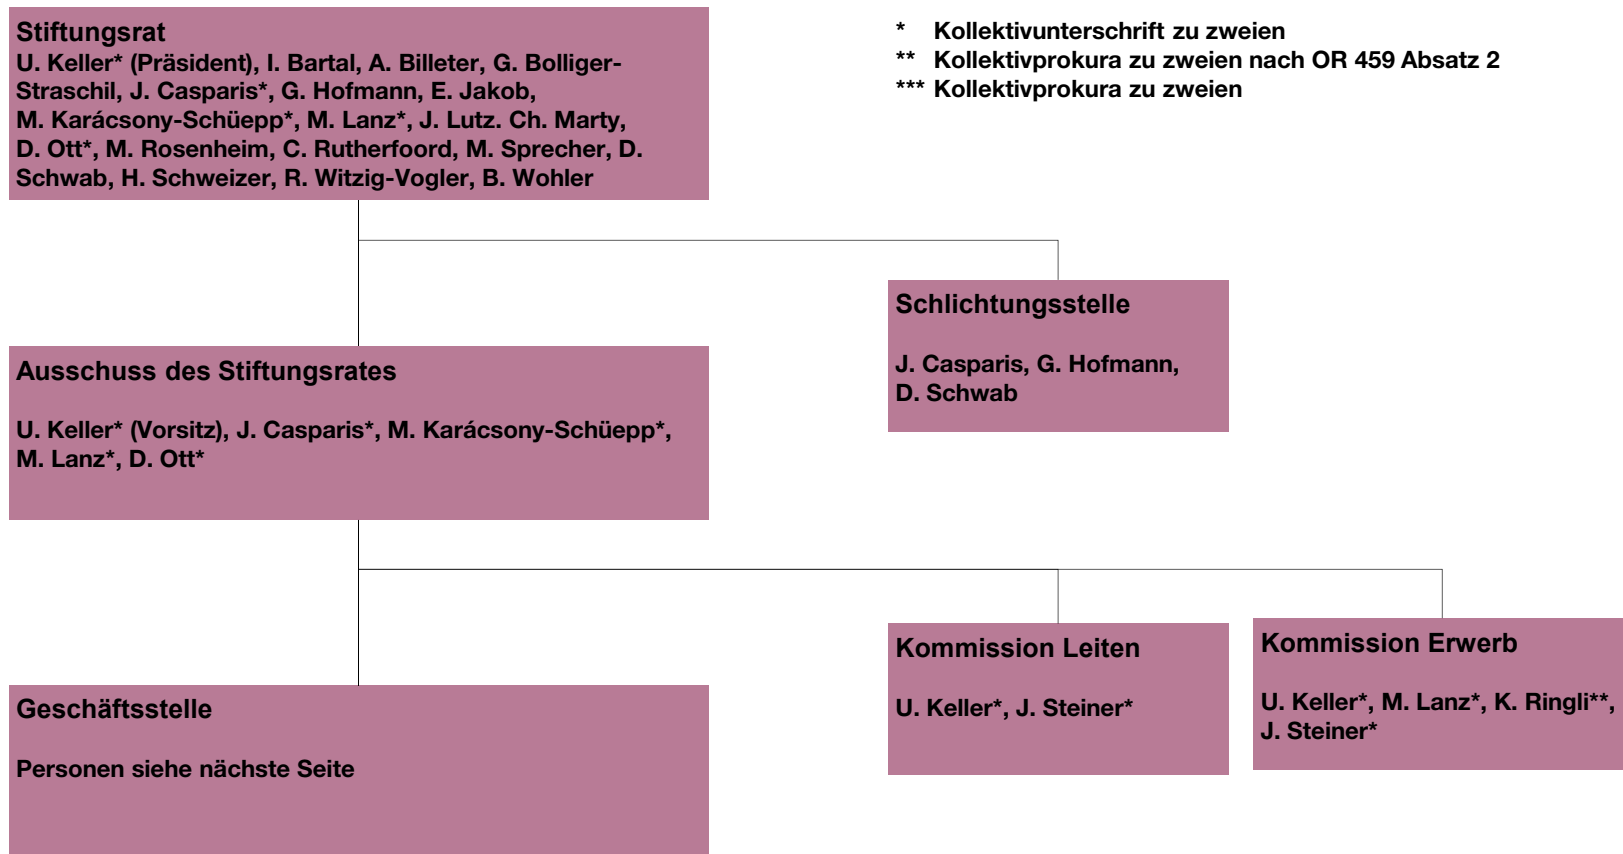 Stiftungsrat
U. Keller* (Präsident), I. Bartal, A. Billeter, G. Bolliger-
Straschil, J. Casparis*, G. Hofmann, E. Jakob,
M. Karácsony-Schüepp*, M. Lanz*, J. Lutz. Ch. Marty,
D. Ott*, M. Rosenheim, C. Rutherfoord, M. Sprecher, D.
Schwab, H. Schweizer, R. Witzig-Vogler, B. Wohler
* Kollektivunterschrift zu zweien
** Kollektivprokura zu zweien nach OR 459 Absatz 2
*** Kollektivprokura zu zweien
Schlichtungsstelle
J. Casparis, G. Hofmann,
D. Schwab
Ausschuss des Stiftungsrates
U. Keller* (Vorsitz), J. Casparis*, M. Karácsony-Schüepp*,
M. Lanz*, D. Ott*
Kommission Leiten
U. Keller*, J. Steiner*
Kommission Erwerb
U. Keller*, M. Lanz*, K. Ringli**,
J. Steiner*
Geschäftsstelle
Personen siehe nächste Seite